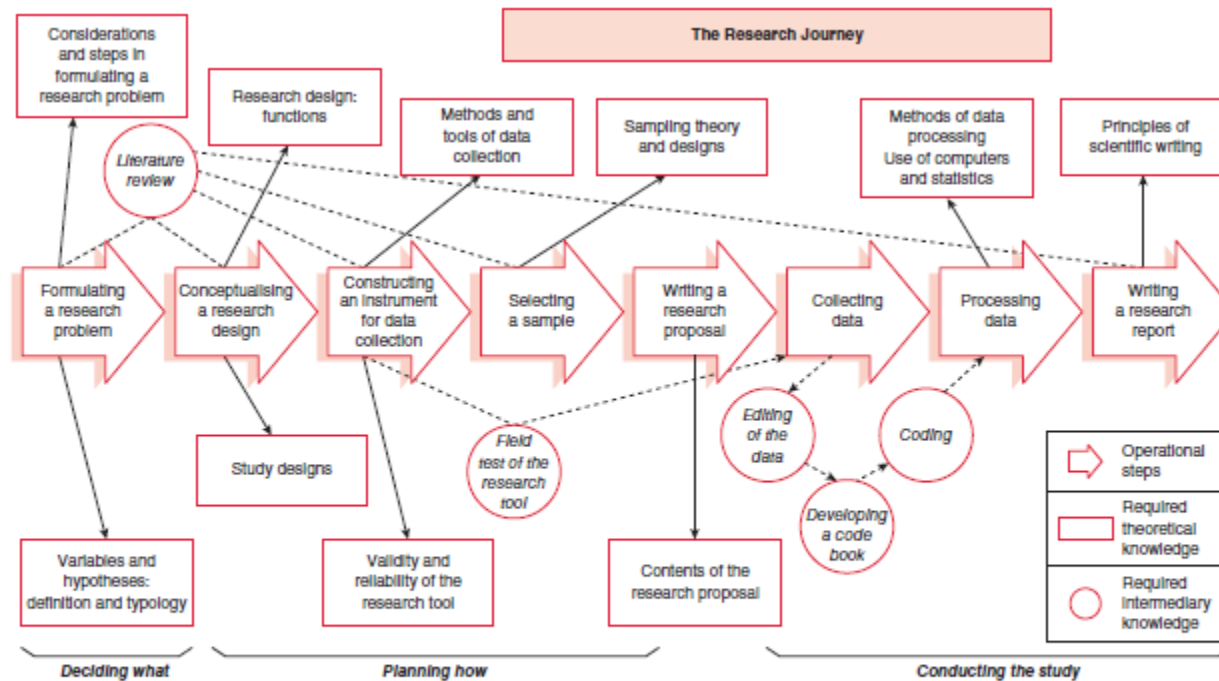 The Research Journey
Considerations
and steps in
formulating a
research problem
Research design:
functions
Methods and
tools of data
collection
Sampling theory
and designs
Methods of data
processing
Use of computers
and statistics
Principles of
scientific writing
Literature
review
Formulating
a research
problem
Conceptualising
a research
design
Constructing
an instrument
for data
collection
Selecting
a sample
Writing a
research
proposal
Collecting
data
Processing
data
Writing
a research
report
Study designs
Field
test of the
research
tool
Editing
of the
data
Coding
Developing
a code
book
Variables and
hypotheses:
definition and typology
Validity and
reliability of the
research tool
Contents of the
research proposal
Operational
steps
Required
theoretical
knowledge
Required
intermediary
knowledge
Deciding what
Planning how
Conducting the study